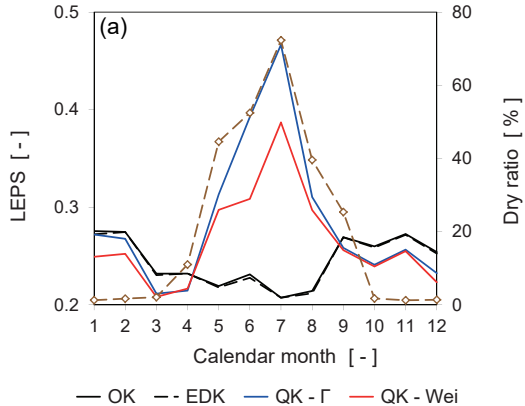 (a)
0.5
0.4
0.3
0.2
LEPS [ - ]
80
60
40
20
0
Dry ratio [ % ]
1 2 3 4 5 6 7 8 9 10 11 12
Calendar month [ - ]
OK EDK QK - Γ QK - Wei